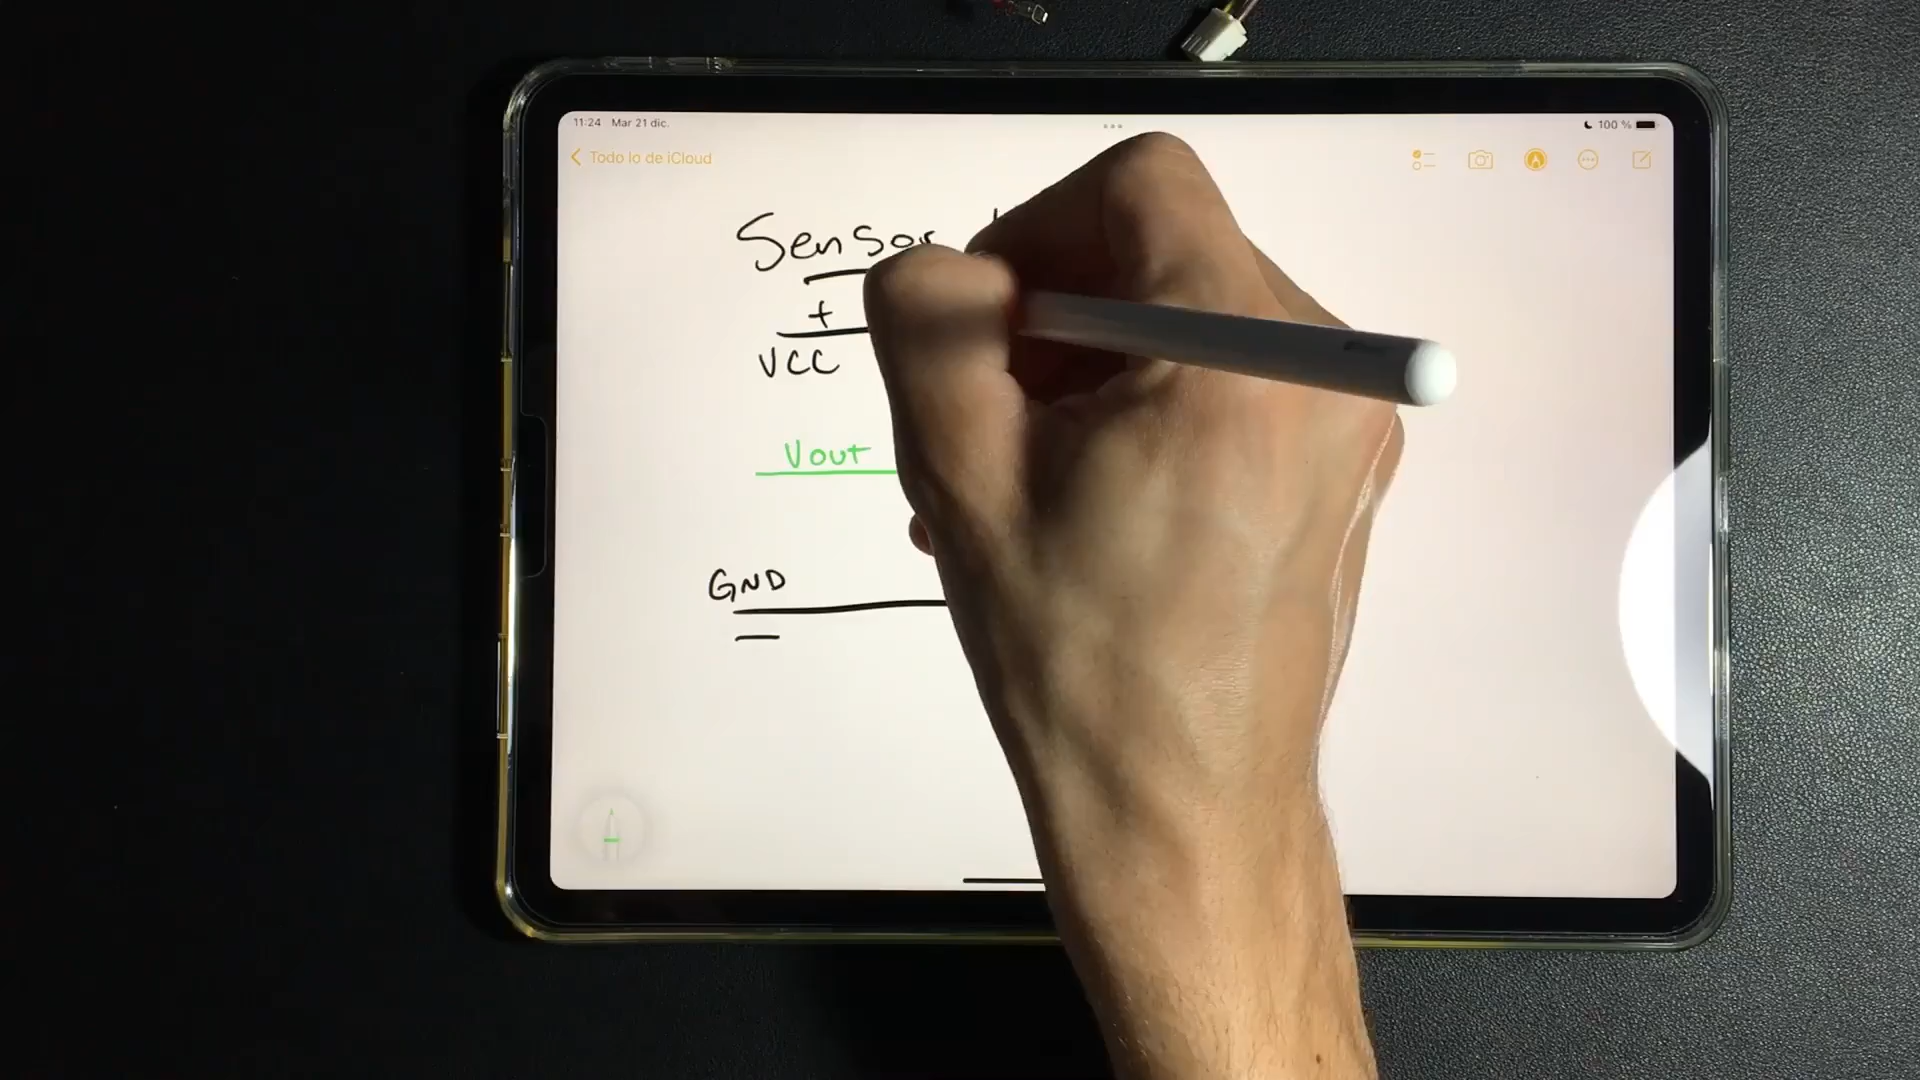 11:24 Mar 21 dic.
100 %
Todo lo de iCloud
Sensor
+
VCC
Vout
GND